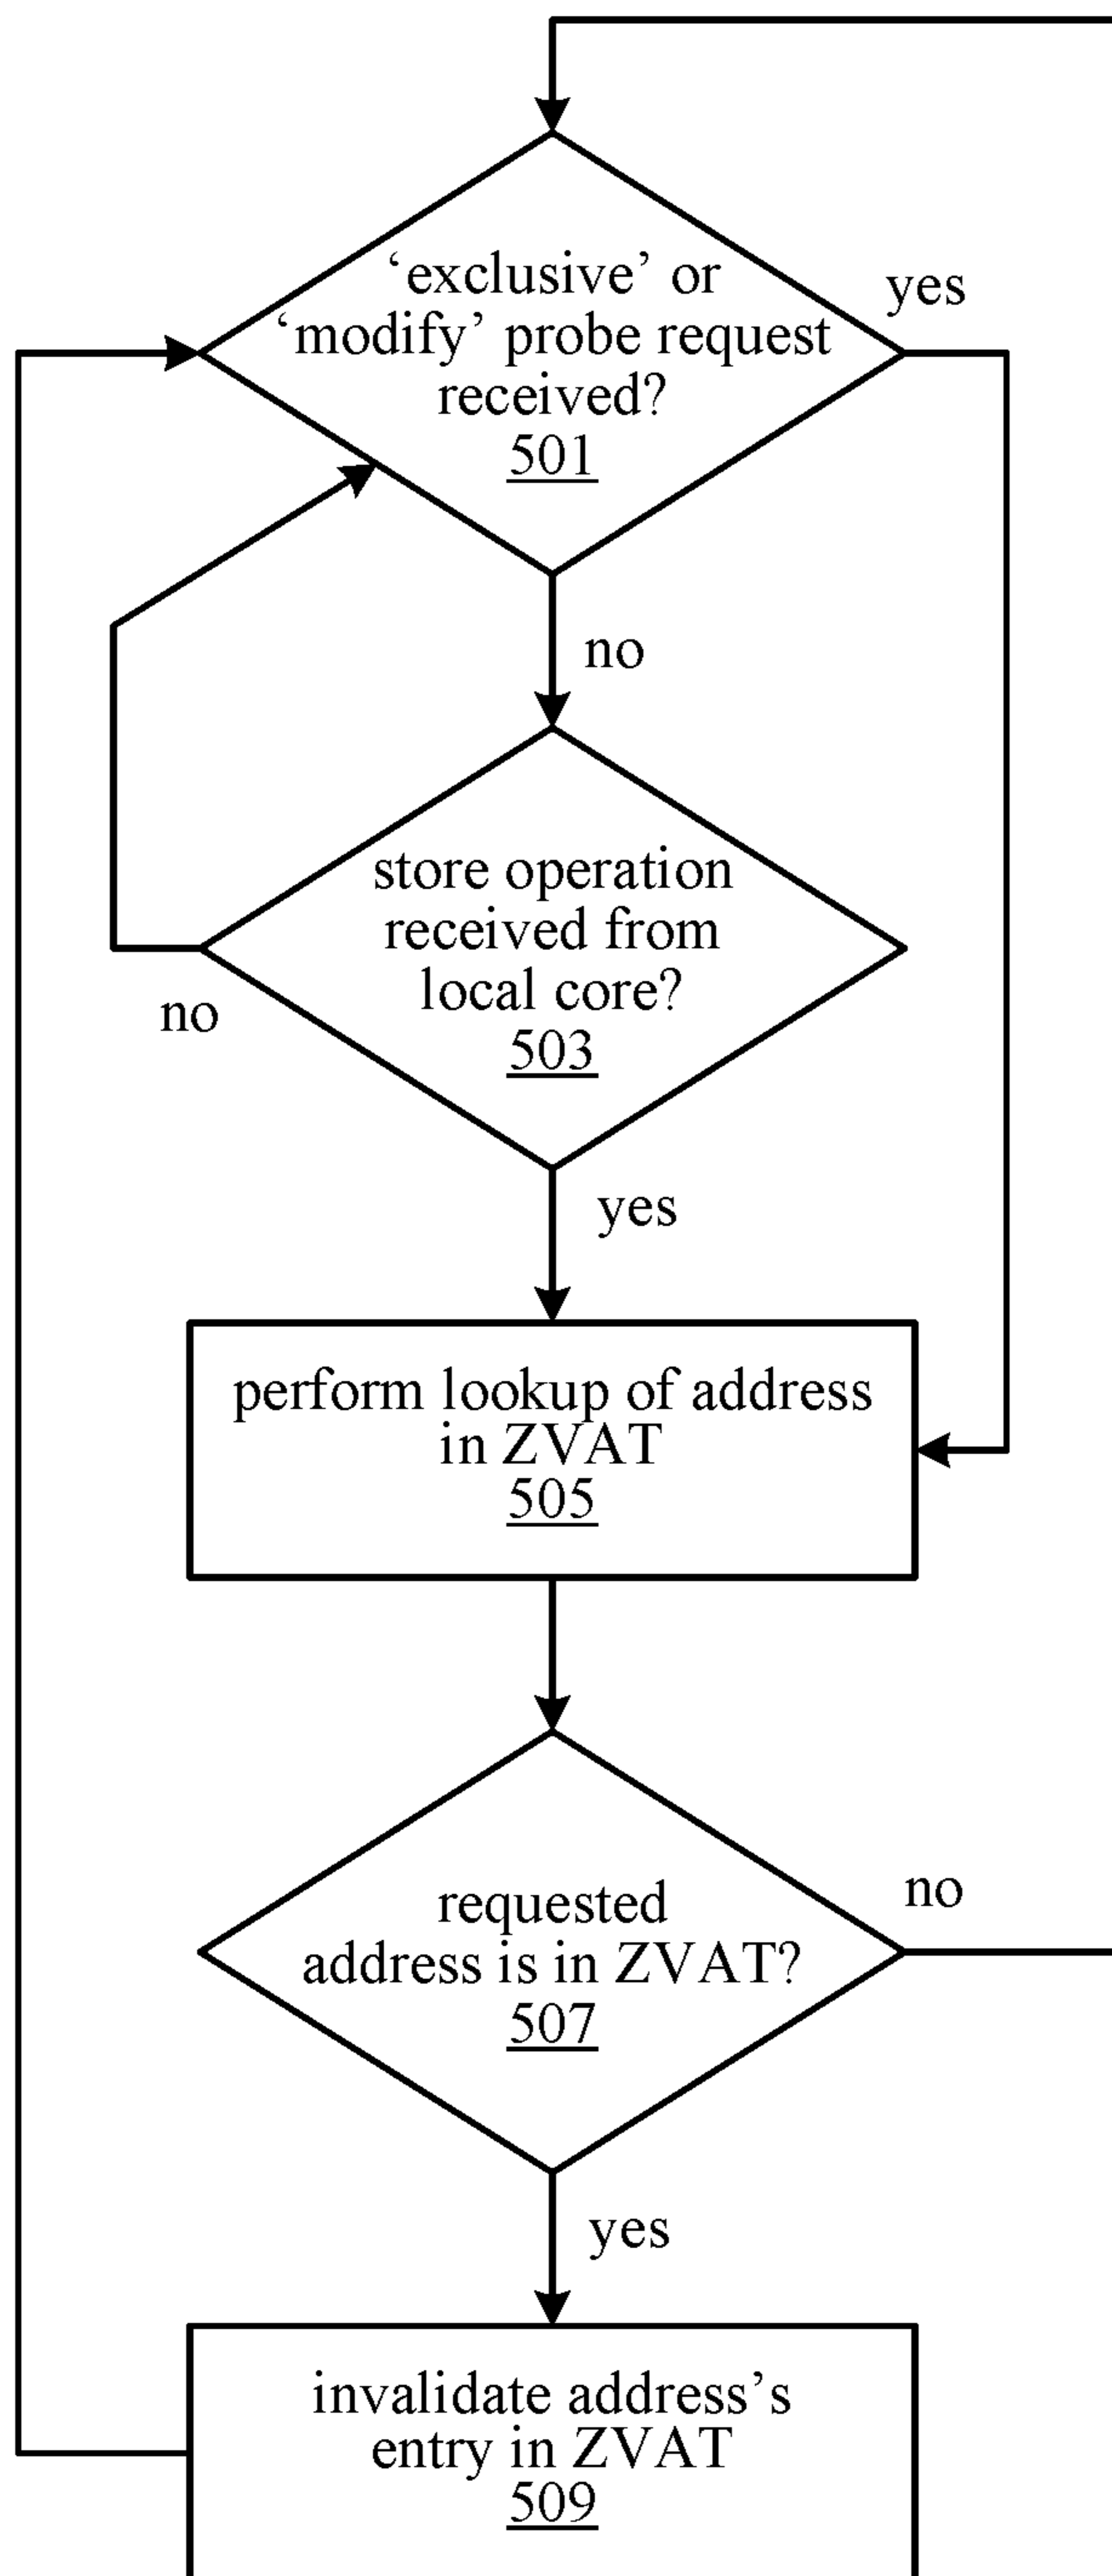 ‘exclusive’ or
yes
‘modify’ probe request
received?
501
no
store operation
received from
local core?
no
503
yes
perform lookup of address
in ZVAT
505
no
requested
address is in ZVAT?
507
yes
invalidate address’s
entry in ZVAT
509